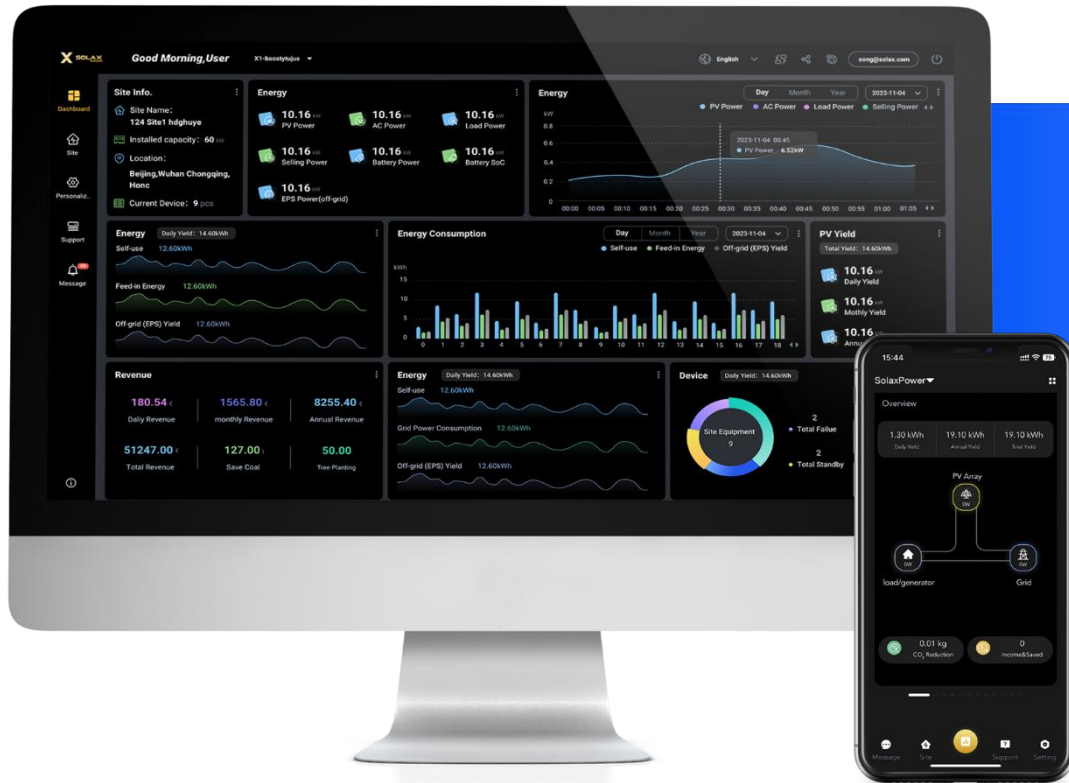 SOLAX
POWER
Good Morning,User
X1-boostytujus
English
song@solax.com
Dashboard
Site
Personaliz..
Support
Message
Site Info.
Site Name:
124 Site1 hdghuye
Installed capacity: 60 kW
Location:
Beijing,Wuhan Chongqing,
Honc
Current Device: 9 pcs
Energy
10.16 kW
PV Power
10.16 kW
AC Power
10.16 kW
Load Power
10.16 kW
Selling Power
10.16 kW
Battery Power
10.16 kW
Battery SoC
10.16 kW
EPS Power(off-grid)
Energy
Day Month Year
2023-11-04
PV Power AC Power Load Power Selling Power
kW
0.8
0.6
0.4
0.2
0
2023-11-04 00:45
PV Power 6.52kW
00:00 00:05 00:10 00:15 00:20 00:25 00:30 00:35 00:40 00:45 00:50 00:55 01:00 01:05
Energy
Daily Yield: 14.60kWh
Self-use 12.60kWh
Feed-in Energy 12.60kWh
Off-grid (EPS) Yield 12.60kWh
Energy Consumption
Day Month Year
2023-11-04
Self-use Feed-in Energy Off-grid (EPS) Yield
kWh
15
10
5
0
0 1 2 3 4 5 6 7 8 9 10 11 12 13 14 15 16 17 18
PV Yield
Total Yield: 14.60kWh
10.16 kW
Daily Yield
10.16 kW
Mothly Yield
10.16 kW
Revenue
180.54 €
Daliy Revenue
1565.80 €
monthly Revenue
8255.40 €
Annual Revenue
51247.00 €
Total Revenue
127.00
Save Coal
50.00
Tree Planting
Energy
Daily Yield: 14.60kWh
Self-use 12.60kWh
Grid Power Consumption 12.60kWh
Off-grid (EPS) Yield 12.60kWh
Device
Daily Yield: 14.60kWh
Site Equipment
9
2
Total Failue
2
Total Standby
15:44
SolaxPower
Overview
1.30 kWh
Daily Yield
19.10 kWh
Annual Yield
19.10 kWh
Total Yield
PV Array
0W
0W
0W
load/generator
Grid
0.01 kg
CO₂ Reduction
0
Income&Saved
Message
Site
Support
Setting